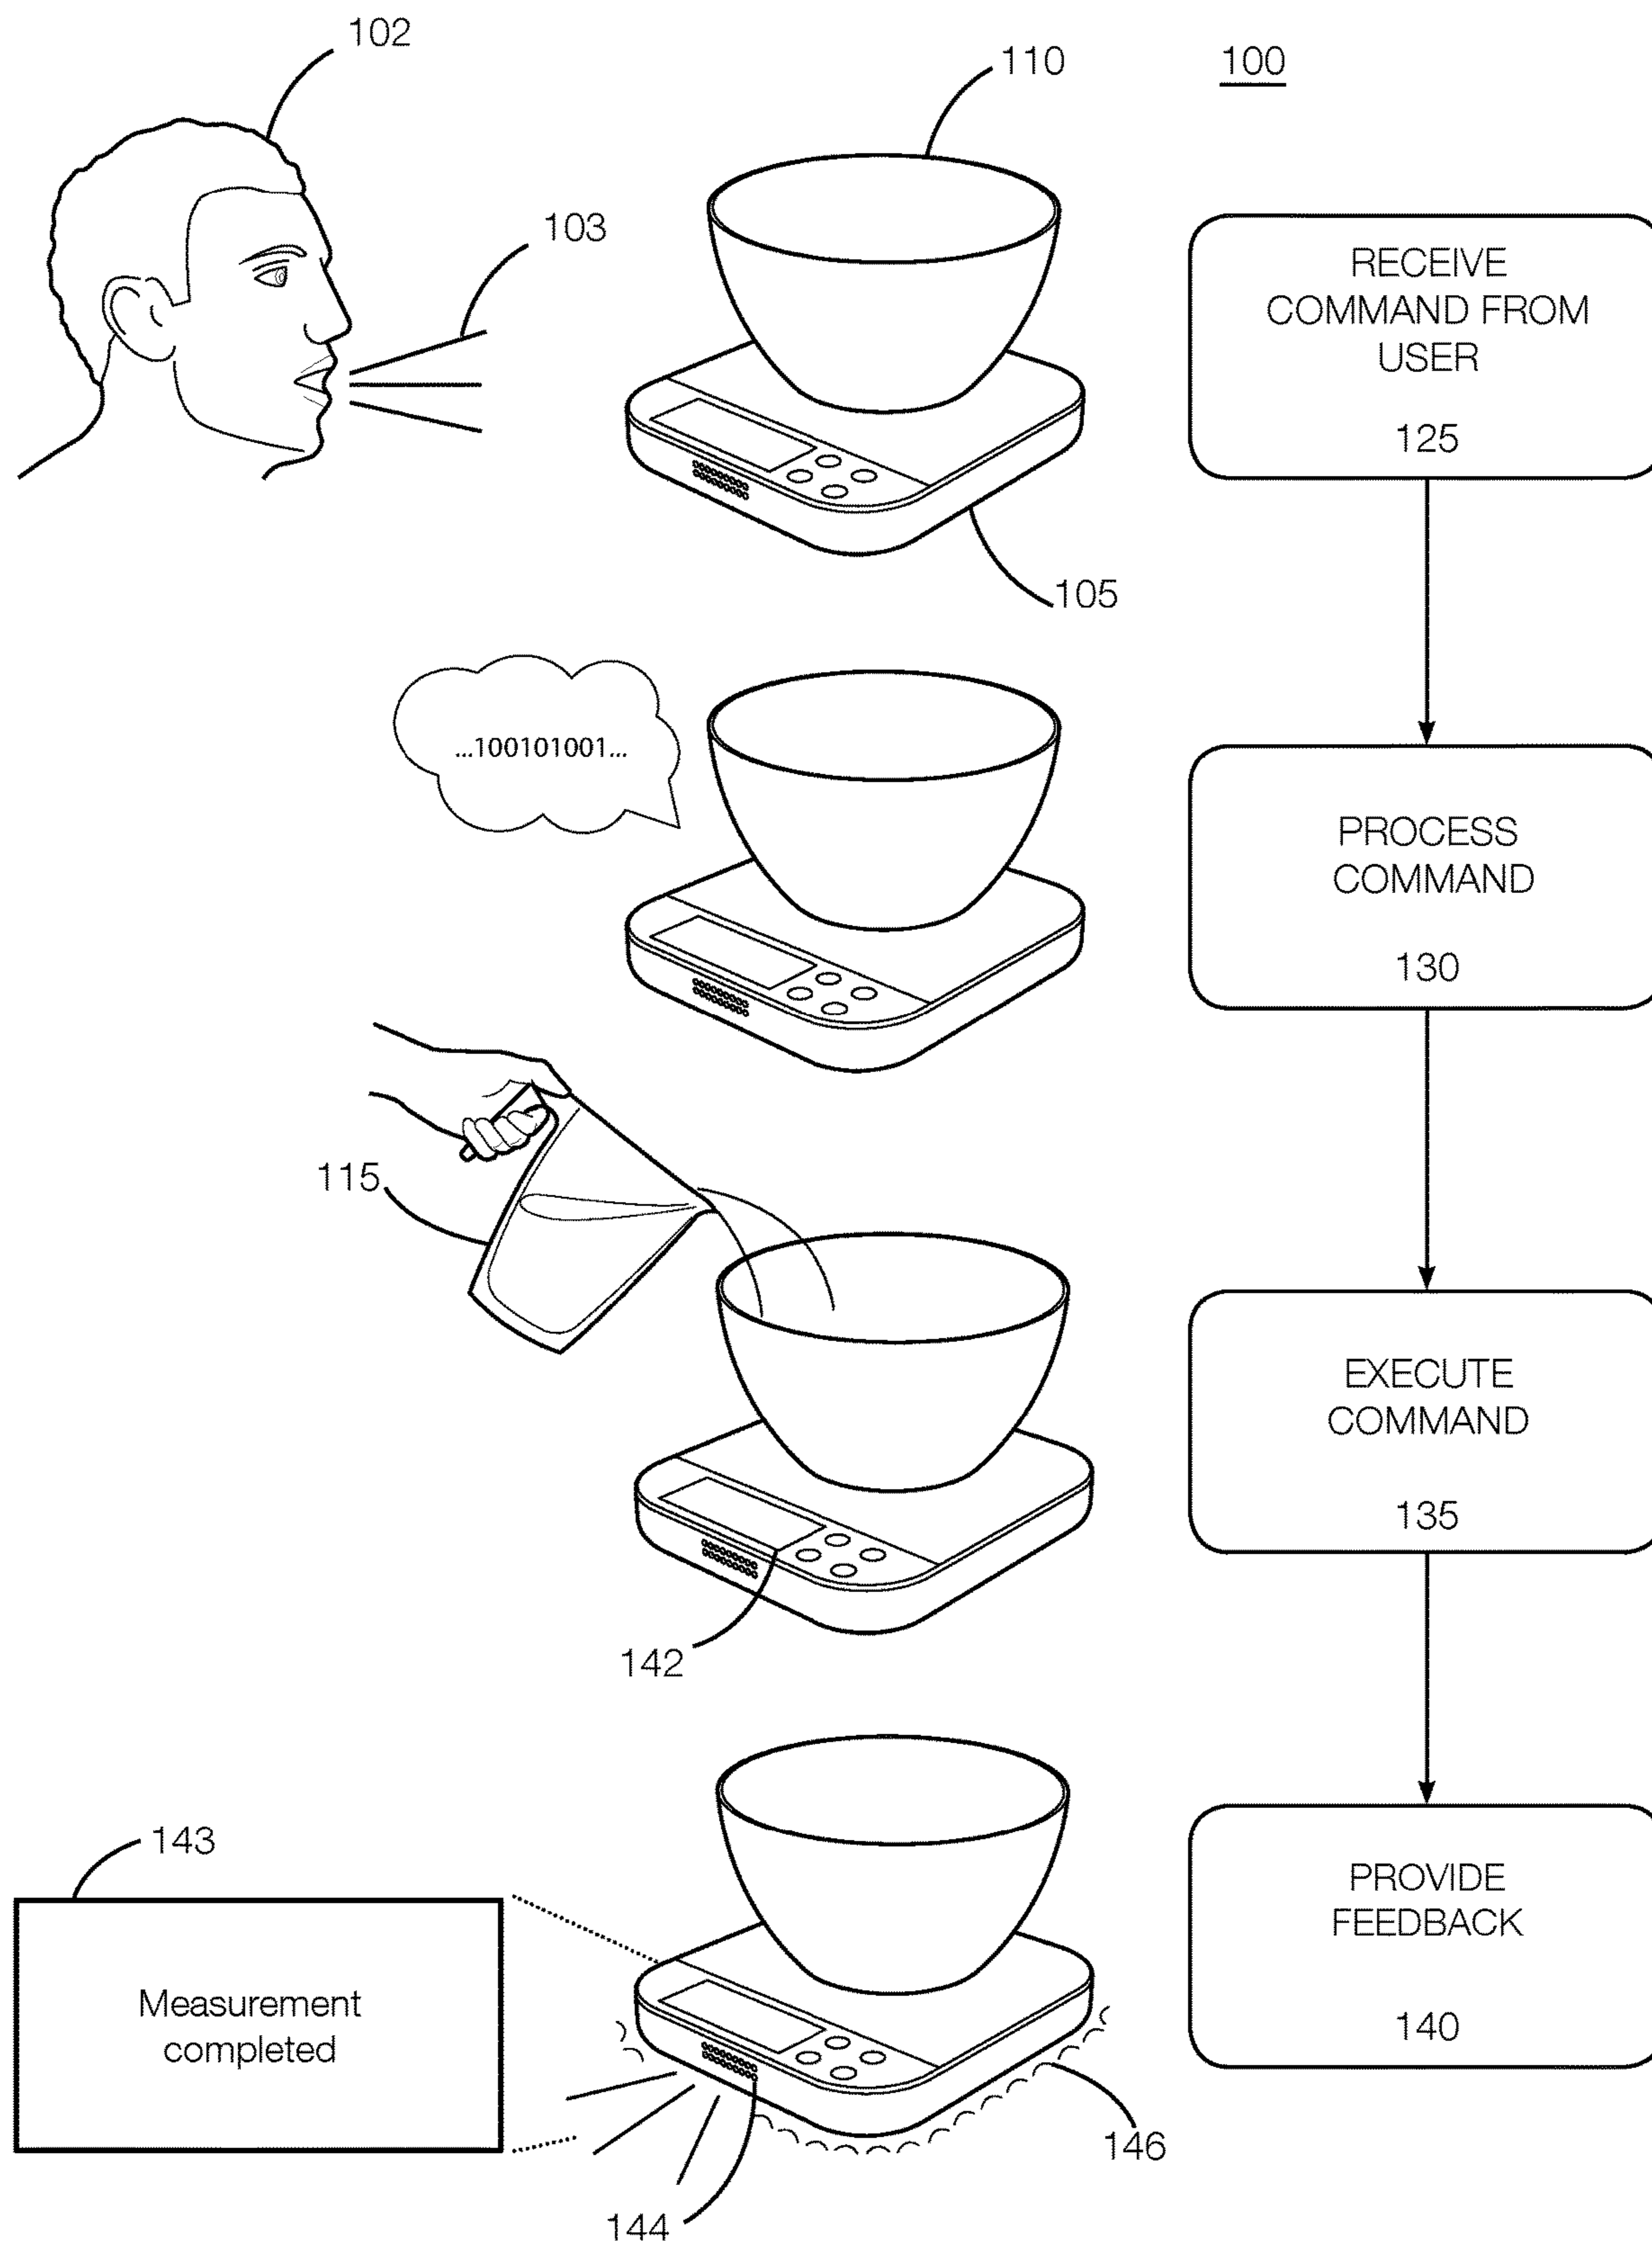 102
110
100
103
RECEIVE
COMMAND FROM
USER
125
105
...100101001...
PROCESS
COMMAND
130
115
EXECUTE
COMMAND
135
142
143
PROVIDE
FEEDBACK
140
Measurement
completed
146
144